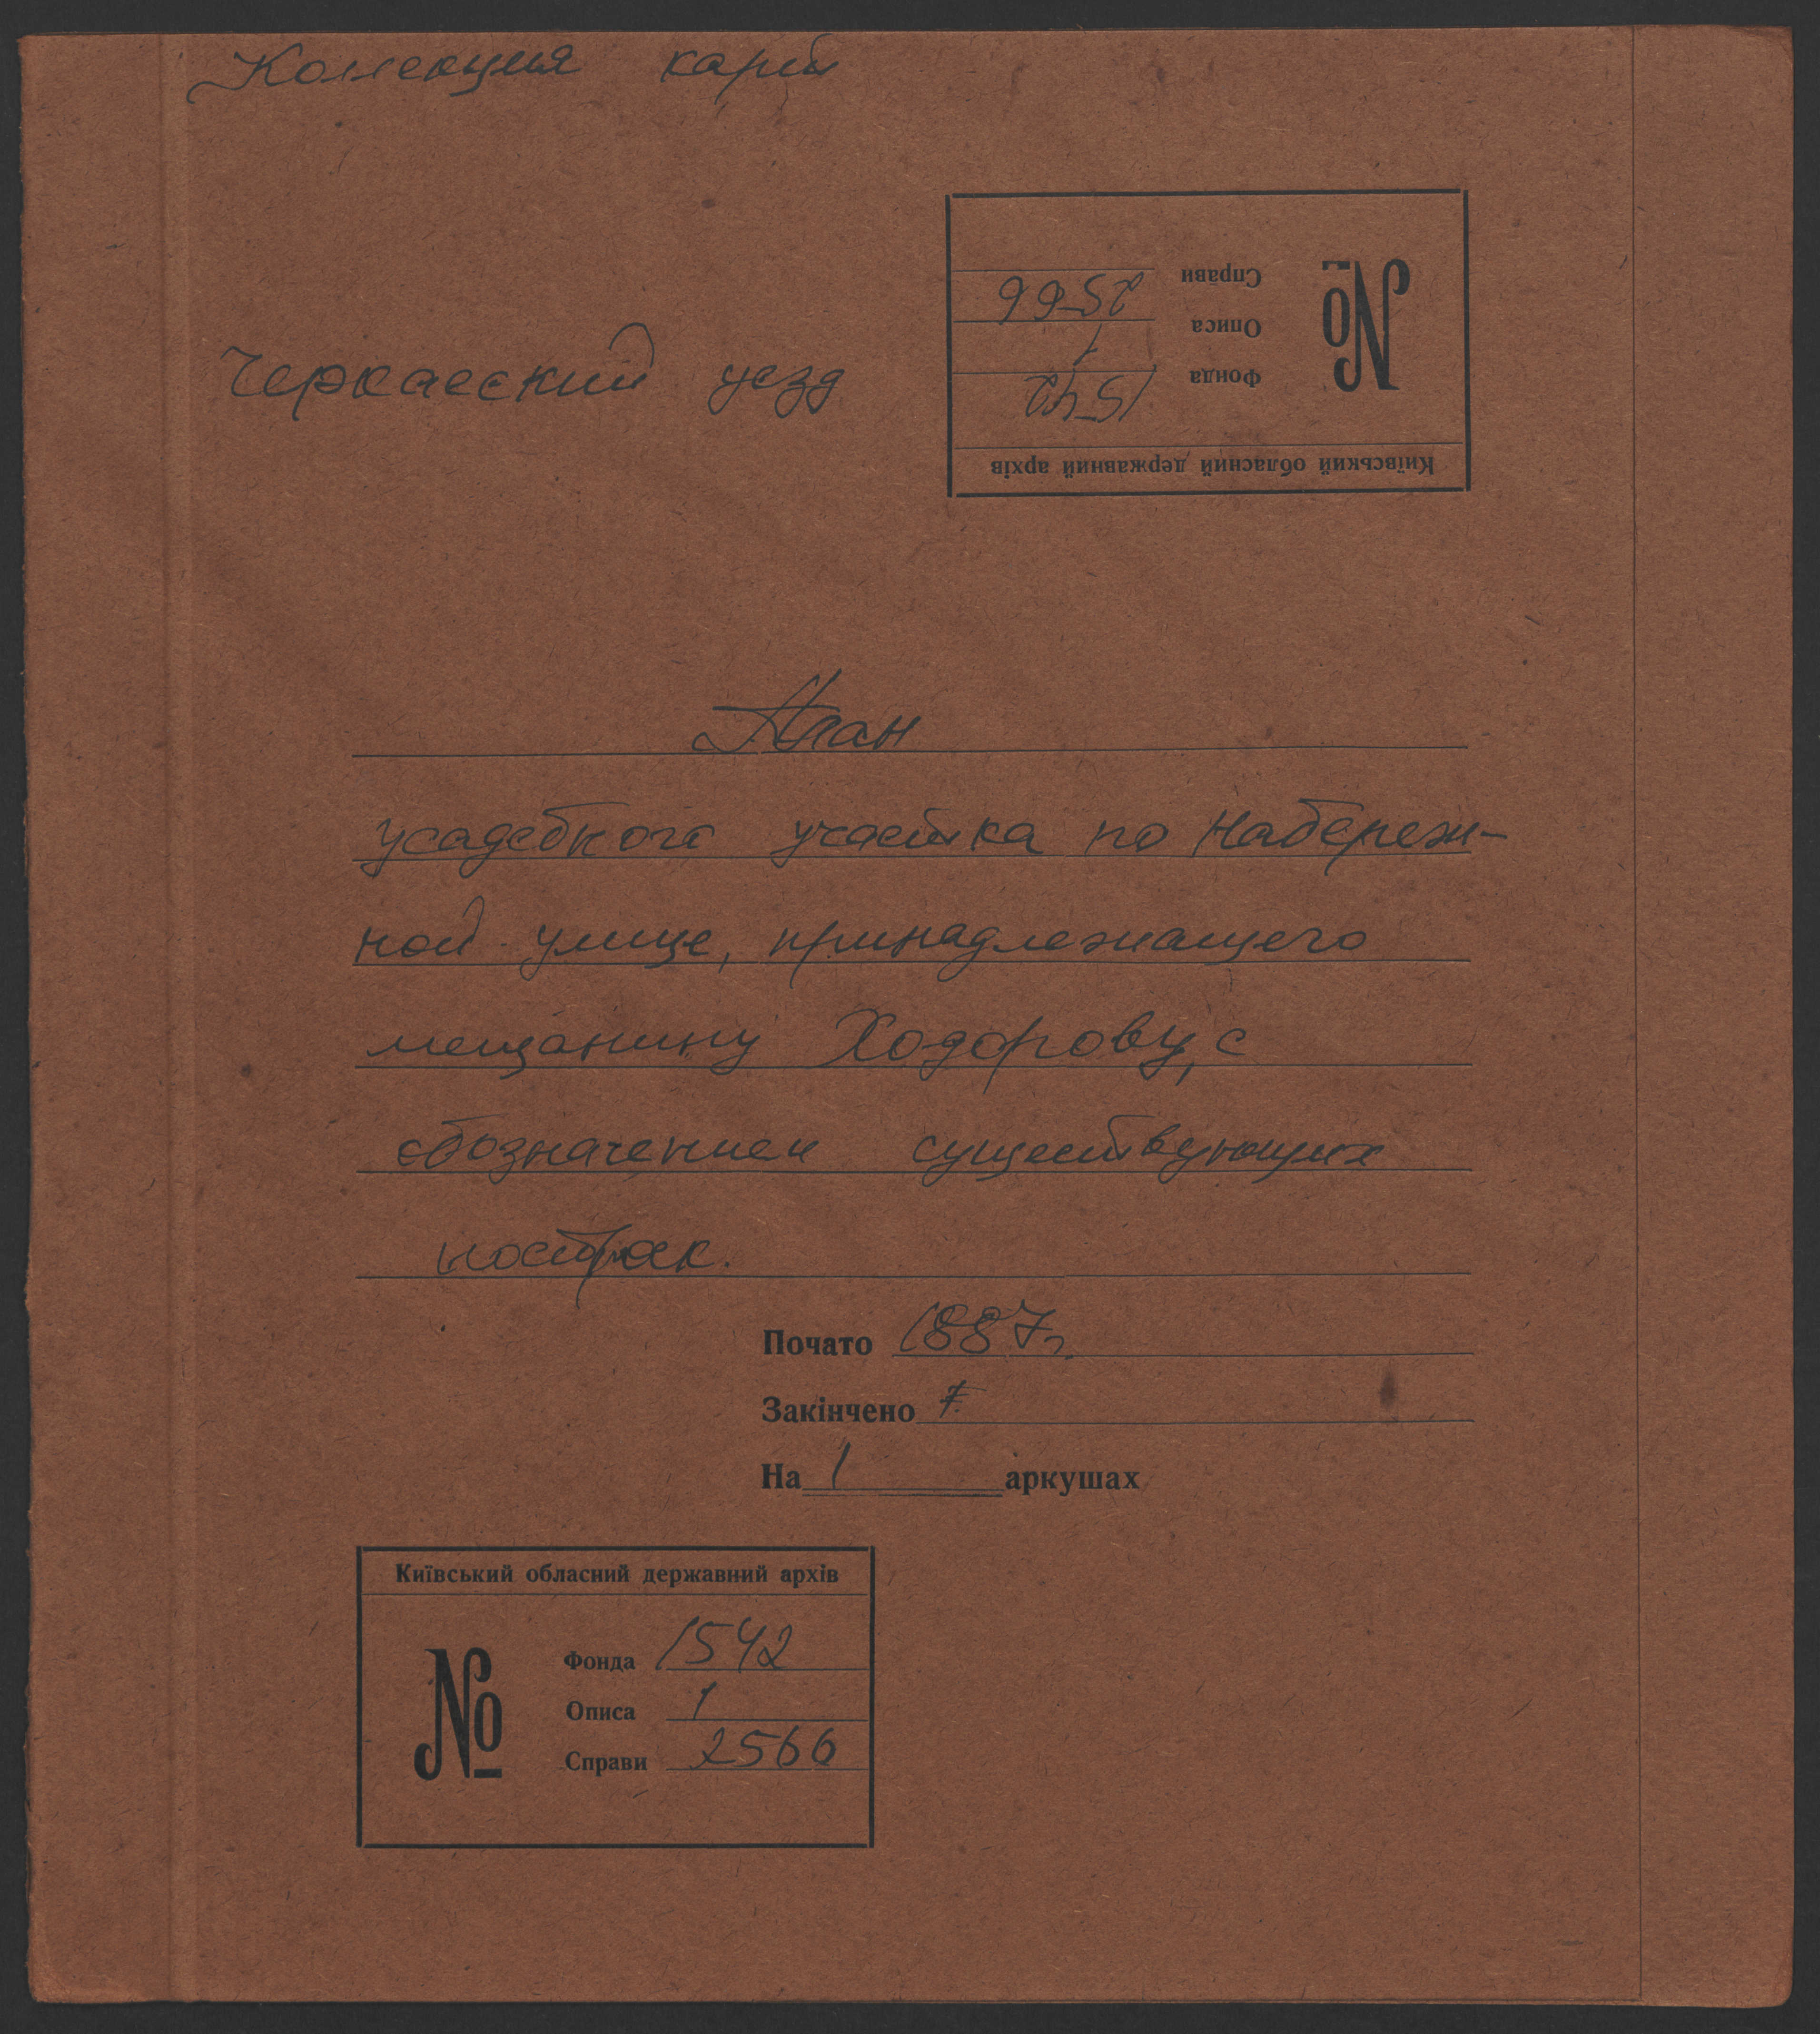 Коллекция карт
Київський обласний державний архів
№
Фонда 1542
Описа 1
Справи 2566
Черкасский уезд
План
усадебного участка по Набереж-
ной улице, принадлежащего
мещанину Ходорову, с
обозначением существующих
построек.
Почато 1887г.
Закінчено
На 1 аркушах
Київський обласний державний архів
№
Фонда 1542
Описа 1
Справи 2566